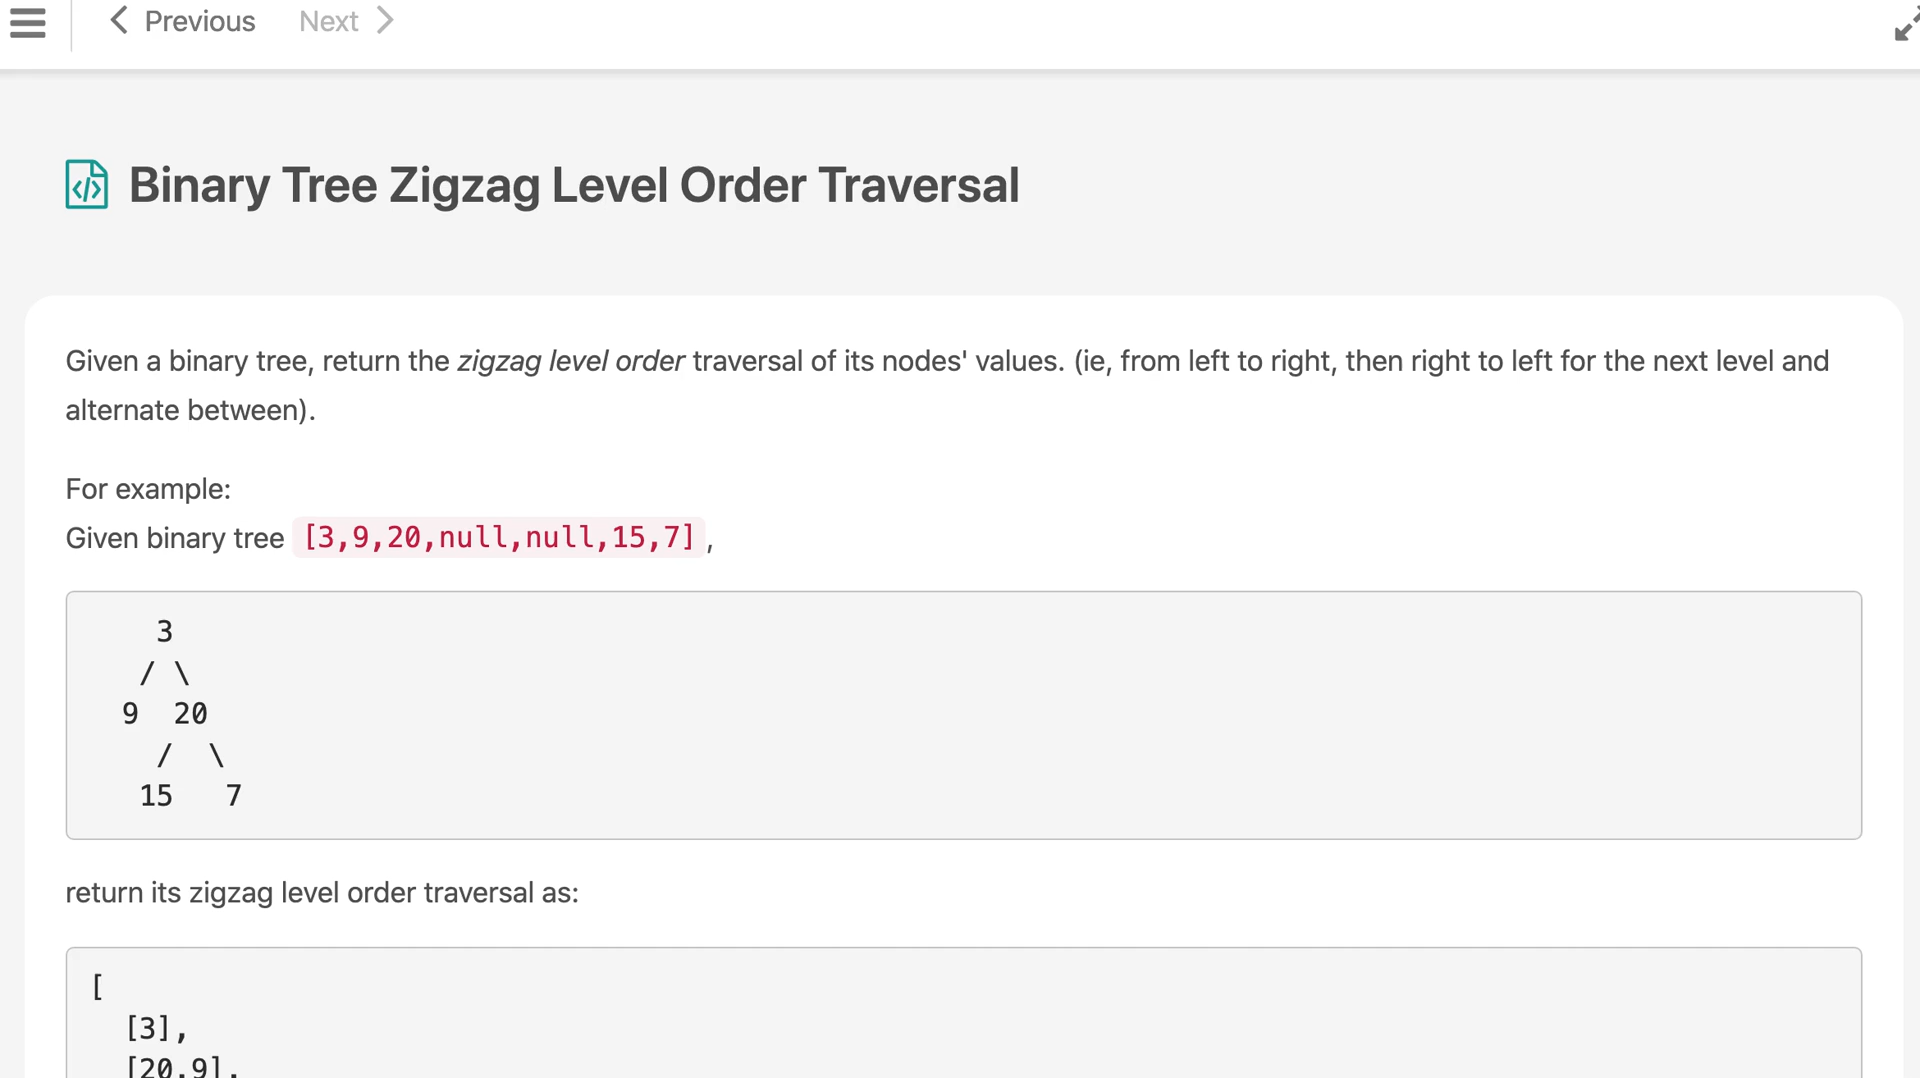 Previous Next
Binary Tree Zigzag Level Order Traversal
Given a binary tree, return the zigzag level order traversal of its nodes' values. (ie, from left to right, then right to left for the next level and
alternate between).
For example:
Given binary tree [3,9,20,null,null,15,7],
3
/ \
9 20
/ \
15 7
return its zigzag level order traversal as:
[
[3],
[20,9],